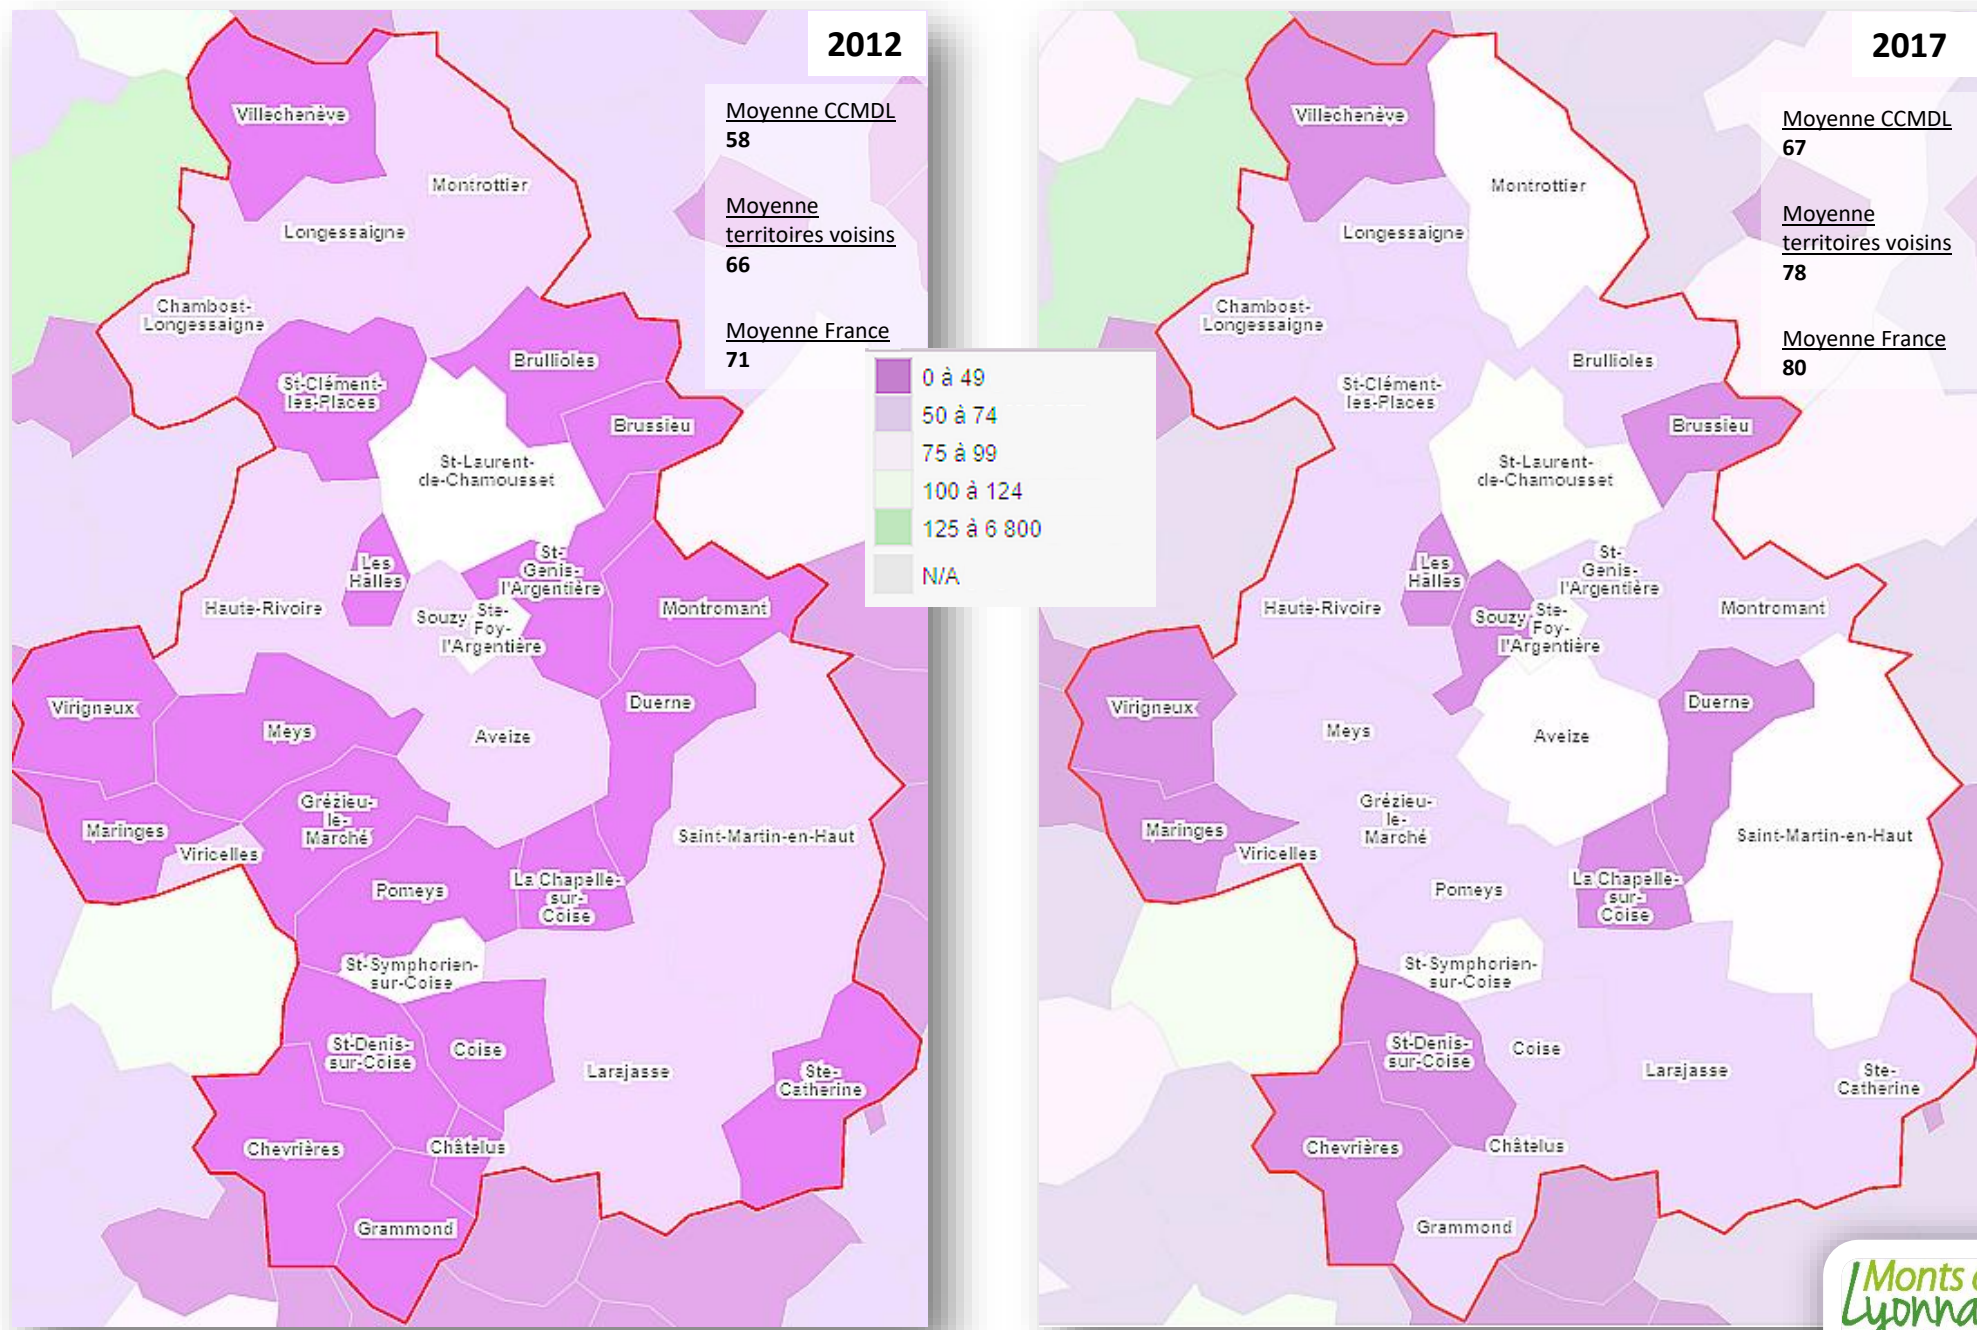 2012
Moyenne CCMDL
58
Moyenne
territoires voisins
66
Moyenne France
71
Villechenève
Montrottier
Longessaigne
Chambost-
Longessaigne
St-Clément-
les-Places
Brullioles
Brussieu
St-Laurent-
de-Chamousset
Les
Halles
St-
Genis-
l'Argentière
Haute-Rivoire
Souzy
Ste-
Foy-
l'Argentière
Montromant
Virigneux
Meys
Duerne
Aveize
Grézieu-
le-
Marché
Maringes
Viricelles
Saint-Martin-en-Haut
Pomeys
La Chapelle-
sur-
Coise
St-Symphorien-
sur-Coise
St-Denis-
sur-Coise
Coise
Larajasse
Ste-
Catherine
Chevrières
Châtelus
Grammond
0 à 49
50 à 74
75 à 99
100 à 124
125 à 6 800
N/A
2017
Moyenne CCMDL
67
Moyenne
territoires voisins
78
Moyenne France
80
Villechenève
Montrottier
Longessaigne
Chambost-
Longessaigne
St-Clément-
les-Places
Brullioles
Brussieu
St-Laurent-
de-Chamousset
Les
Halles
St-
Genis-
l'Argentière
Haute-Rivoire
Souzy
Ste-
Foy-
l'Argentière
Montromant
Virigneux
Meys
Duerne
Aveize
Grézieu-
le-
Marché
Maringes
Viricelles
Saint-Martin-en-Haut
Pomeys
La Chapelle-
sur-
Coise
St-Symphorien-
sur-Coise
St-Denis-
sur-Coise
Coise
Larajasse
Ste-
Catherine
Chevrières
Châtelus
Grammond
Monts
Lyonna